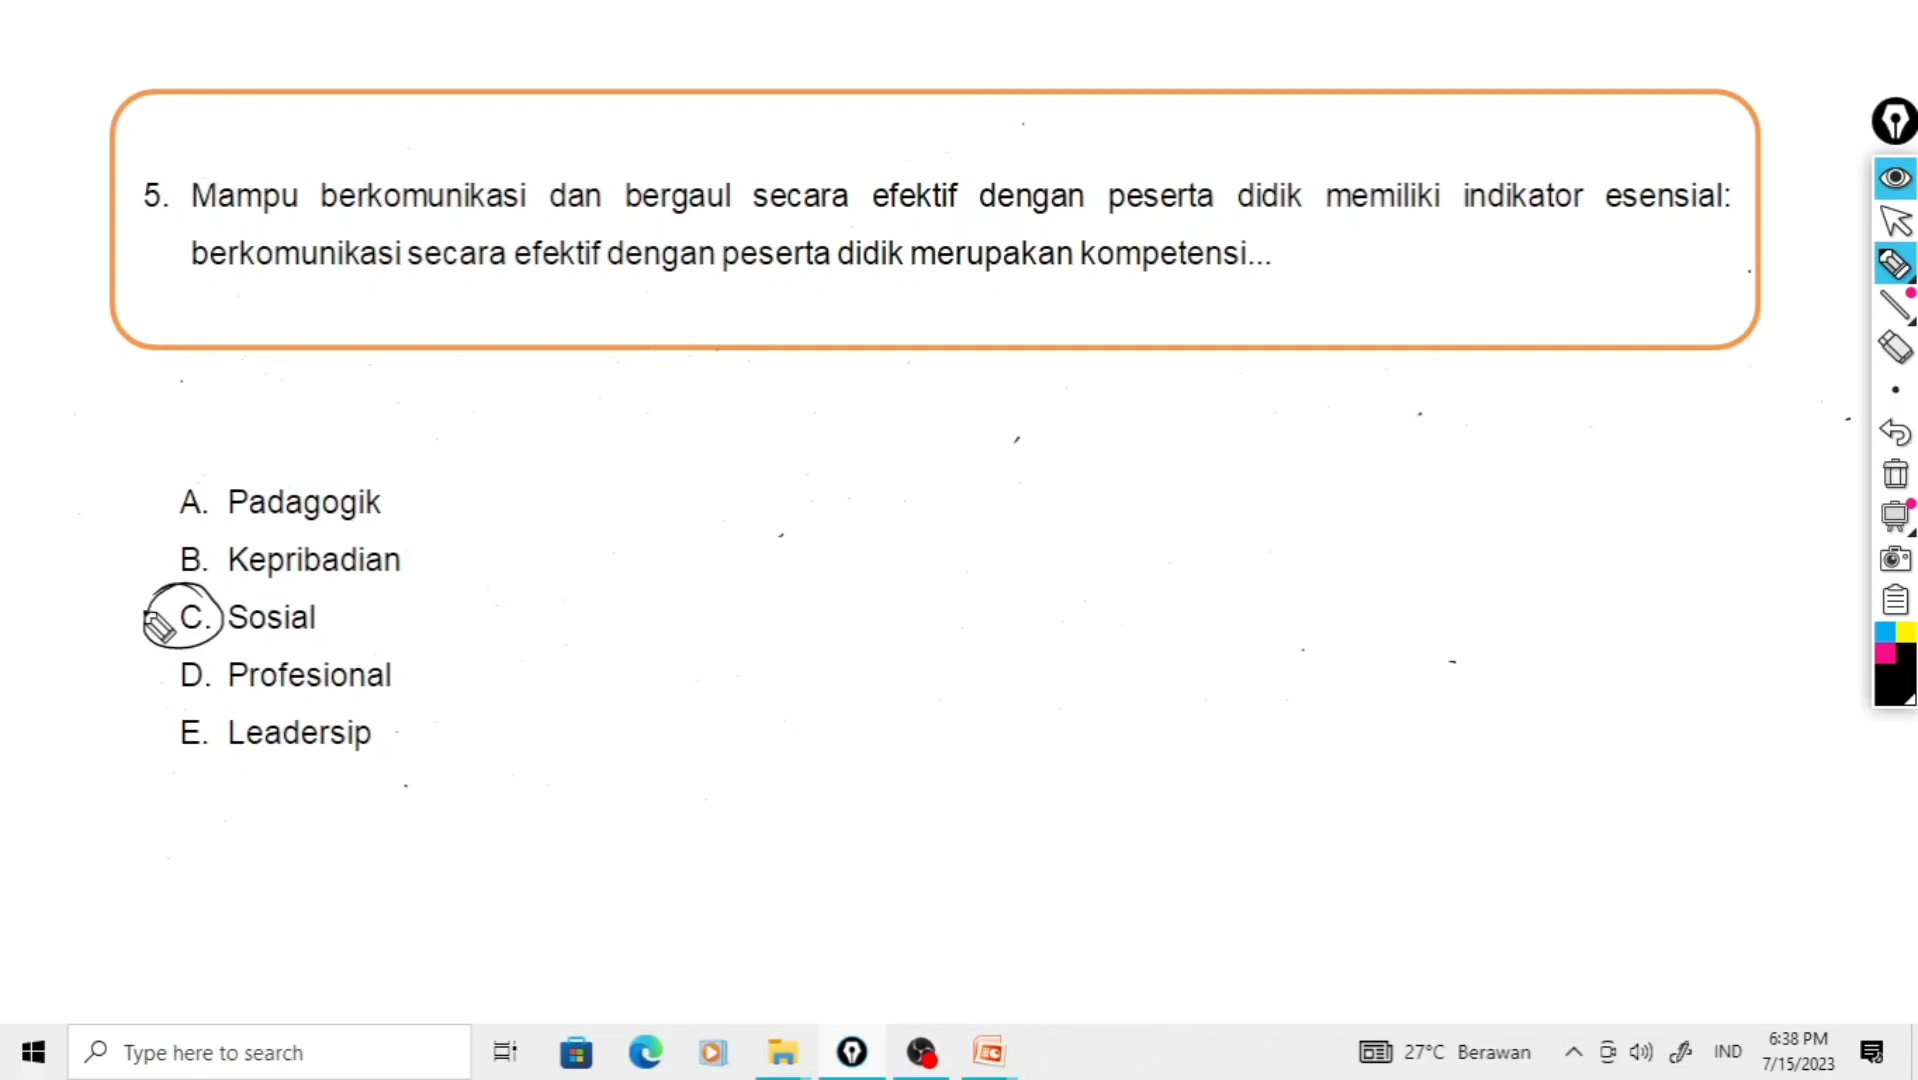 5. Mampu berkomunikasi dan bergaul secara efektif dengan peserta didik memiliki indikator esensial:
berkomunikasi secara efektif dengan peserta didik merupakan kompetensi...
A. Padagogik
B. Kepribadian
C. Sosial
D. Profesional
E. Leadersip
Type here to search
27°C Berawan
IND
6:38 PM
7/15/2023